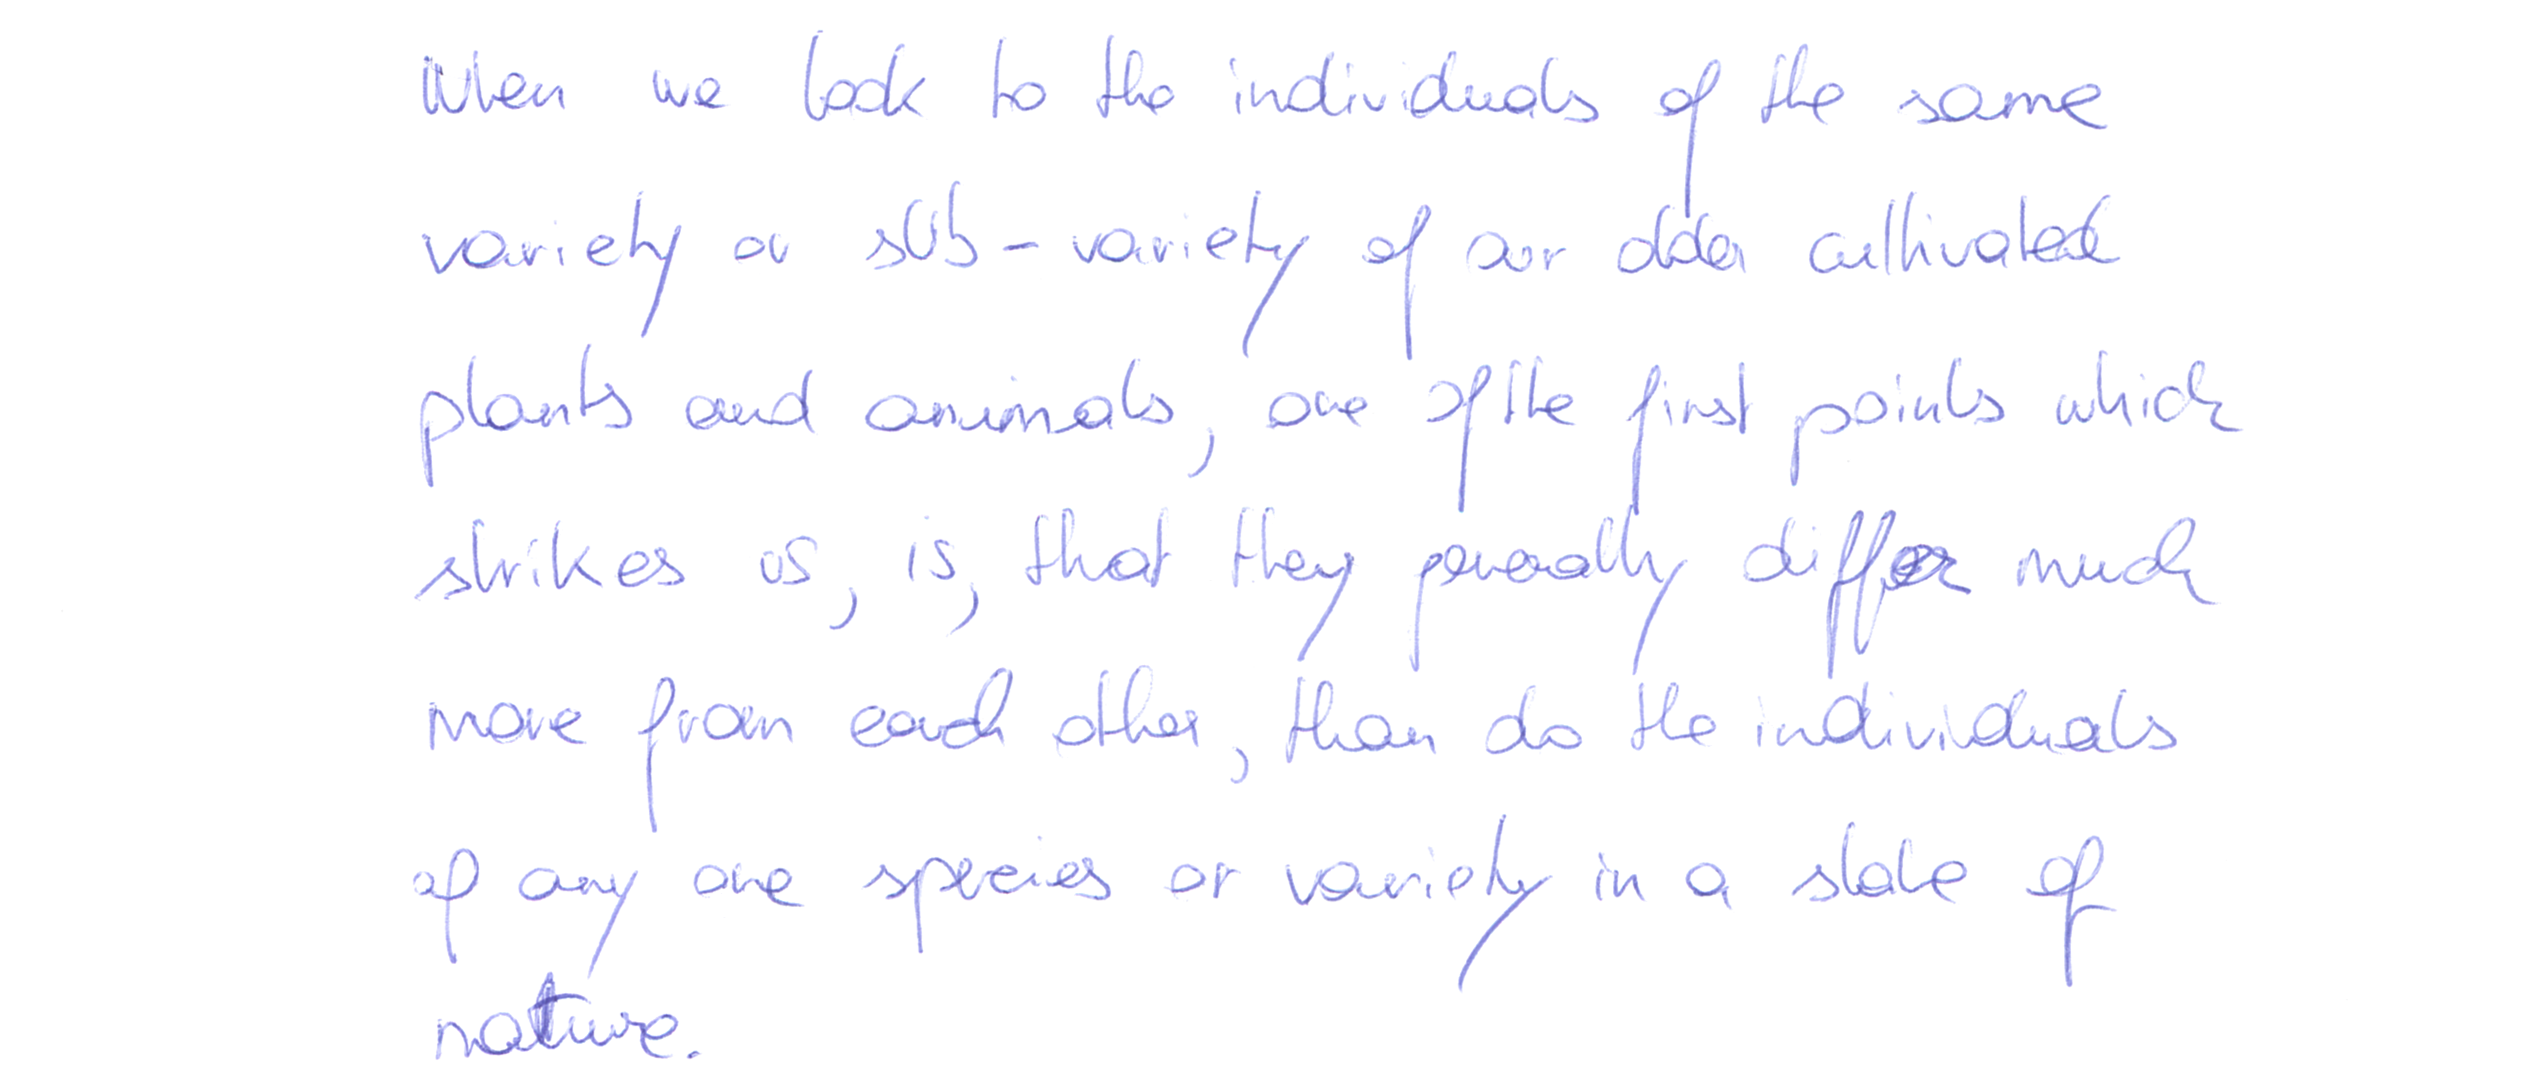 When we look to the individuals of the same
variety or sub-variety of our older cultivated
plants and animals, one of the first points which
strikes us, is, that they generally differ much
more from each other, than do the individuals
of any one species or variety in a state of
nature.